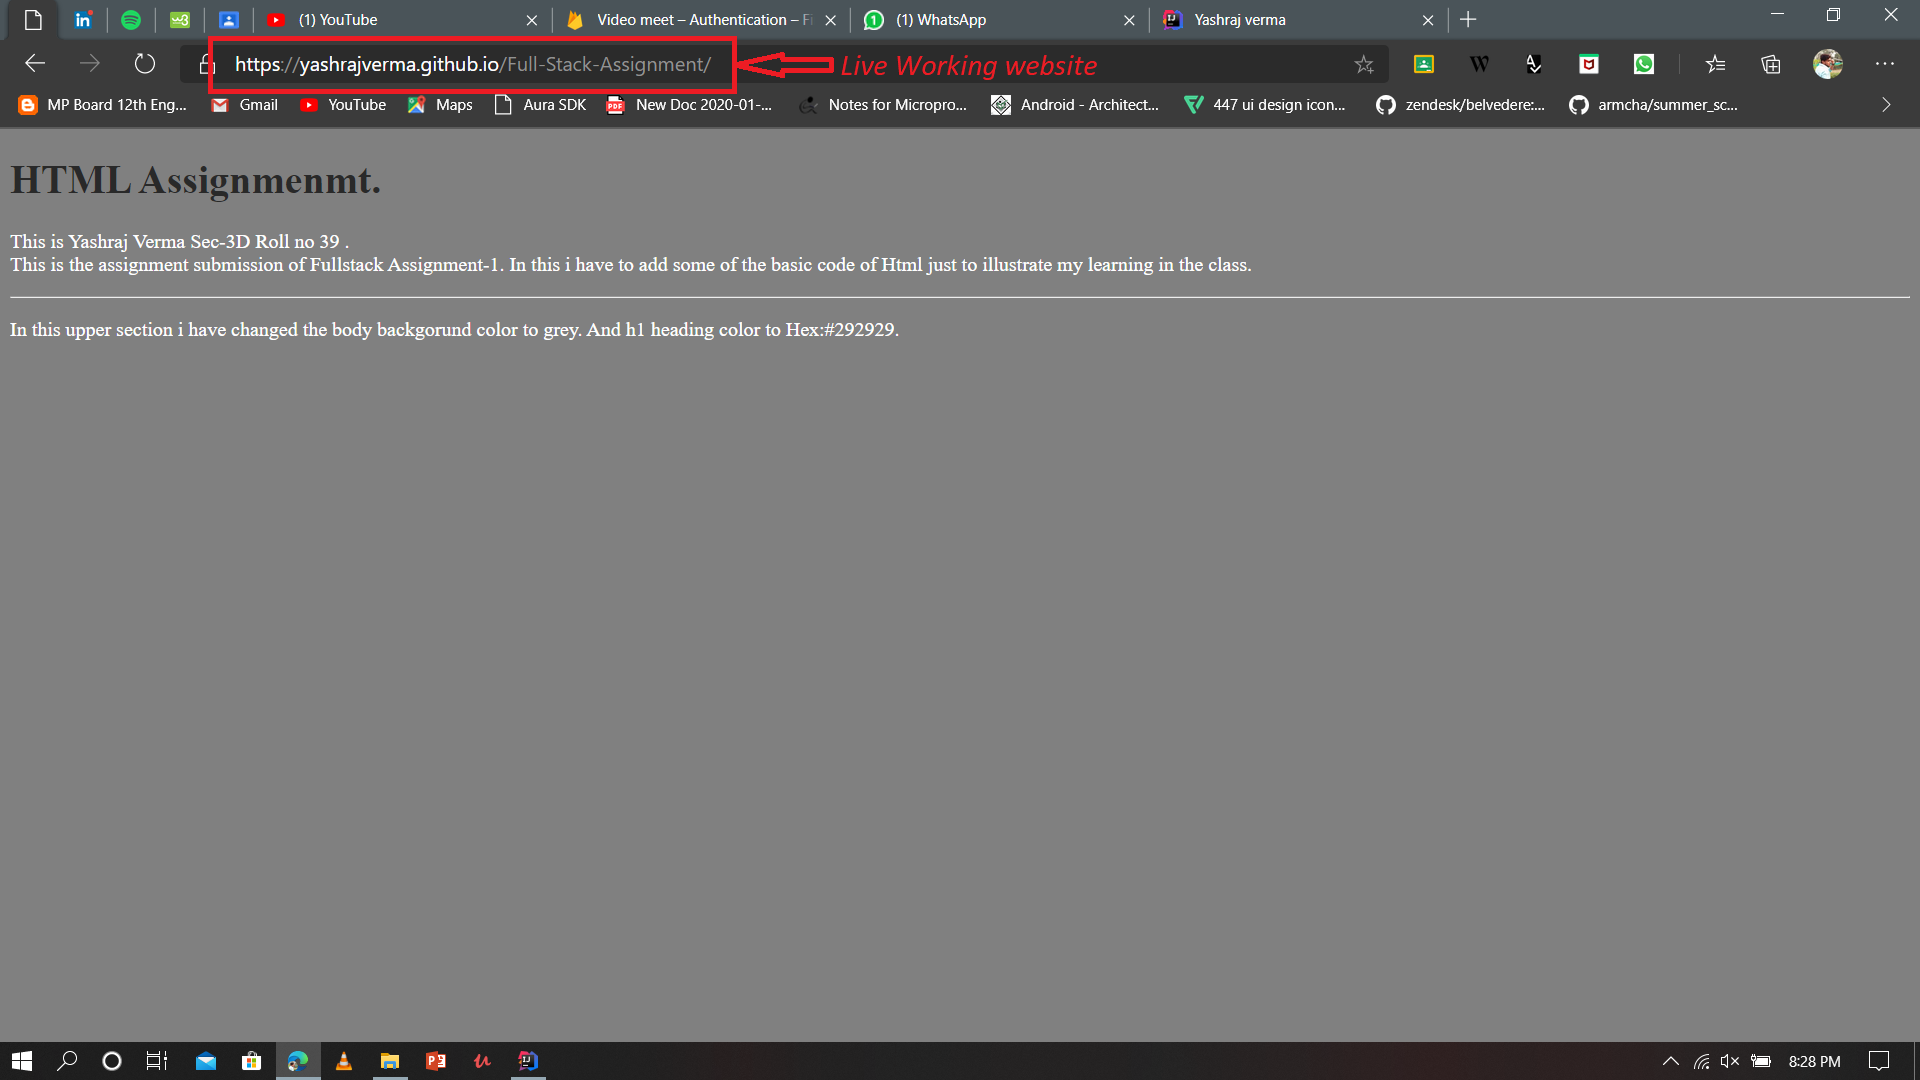 (1) YouTube
Video meet – Authentication – Fi
(1) WhatsApp
Yashraj verma
https://yashrajverma.github.io/Full-Stack-Assignment/
Live Working website
MP Board 12th Eng...
Gmail
YouTube
Maps
Aura SDK
New Doc 2020-01-...
Notes for Micropro...
Android - Architect...
447 ui design icon...
zendesk/belvedere:...
armcha/summer_sc...
HTML Assignmenmt.
This is Yashraj Verma Sec-3D Roll no 39 .
This is the assignment submission of Fullstack Assignment-1. In this i have to add some of the basic code of Html just to illustrate my learning in the class.
In this upper section i have changed the body backgorund color to grey. And h1 heading color to Hex:#292929.
8:28 PM